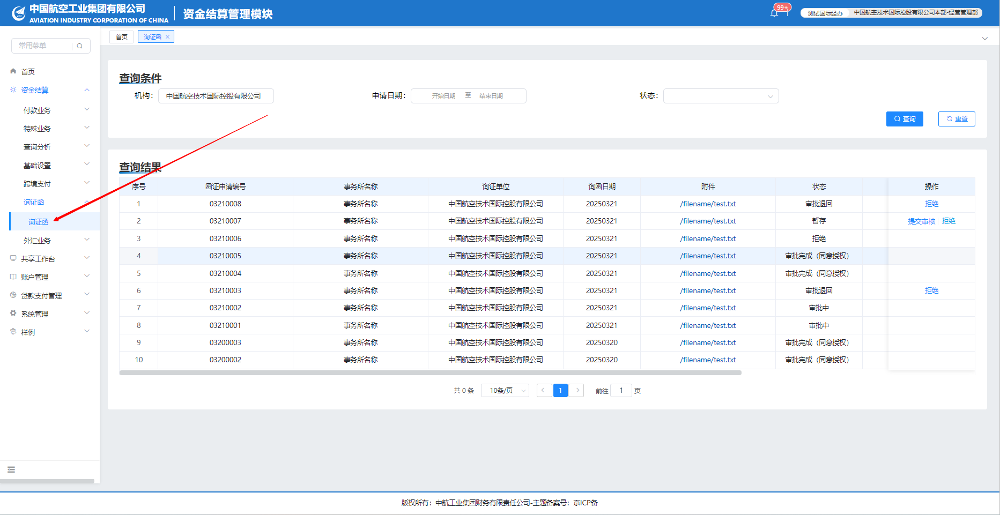 中国航空工业集团有限公司
AVIATION INDUSTRY CORPORATION OF CHINA
资金结算管理模块
99+
测试国际经办
中国航空技术国际控股有限公司本部-经营管理部
常用菜单
首页
资金结算
付款业务
特殊业务
查询分析
基础设置
跨境支付
询证函
询证函
外汇业务
共享工作台
账户管理
贷款支付管理
系统管理
样例
首页 询证函
查询条件
机构： 中国航空技术国际控股有限公司 申请日期： 开始日期 至 结束日期 状态：
查询 重置
查询结果
序号 函证申请编号 事务所名称 询证单位 询函日期 附件 状态 操作
1 03210008 事务所名称 中国航空技术国际控股有限公司 20250321 /filename/test.txt 审批退回 拒绝
2 03210007 事务所名称 中国航空技术国际控股有限公司 20250321 /filename/test.txt 暂存 提交审核 拒绝
3 03210006 事务所名称 中国航空技术国际控股有限公司 20250321 /filename/test.txt 拒绝
4 03210005 事务所名称 中国航空技术国际控股有限公司 20250321 /filename/test.txt 审批完成（同意授权）
5 03210004 事务所名称 中国航空技术国际控股有限公司 20250321 /filename/test.txt 审批完成（同意授权）
6 03210003 事务所名称 中国航空技术国际控股有限公司 20250321 /filename/test.txt 审批退回 拒绝
7 03210002 事务所名称 中国航空技术国际控股有限公司 20250321 /filename/test.txt 审批中
8 03210001 事务所名称 中国航空技术国际控股有限公司 20250321 /filename/test.txt 审批中
9 03200003 事务所名称 中国航空技术国际控股有限公司 20250320 /filename/test.txt 审批完成（同意授权）
10 03200002 事务所名称 中国航空技术国际控股有限公司 20250320 /filename/test.txt 审批完成（同意授权）
共 0 条 10条/页 1 前往 1 页
版权所有：中航工业集团财务有限责任公司-主题备案号：京ICP备